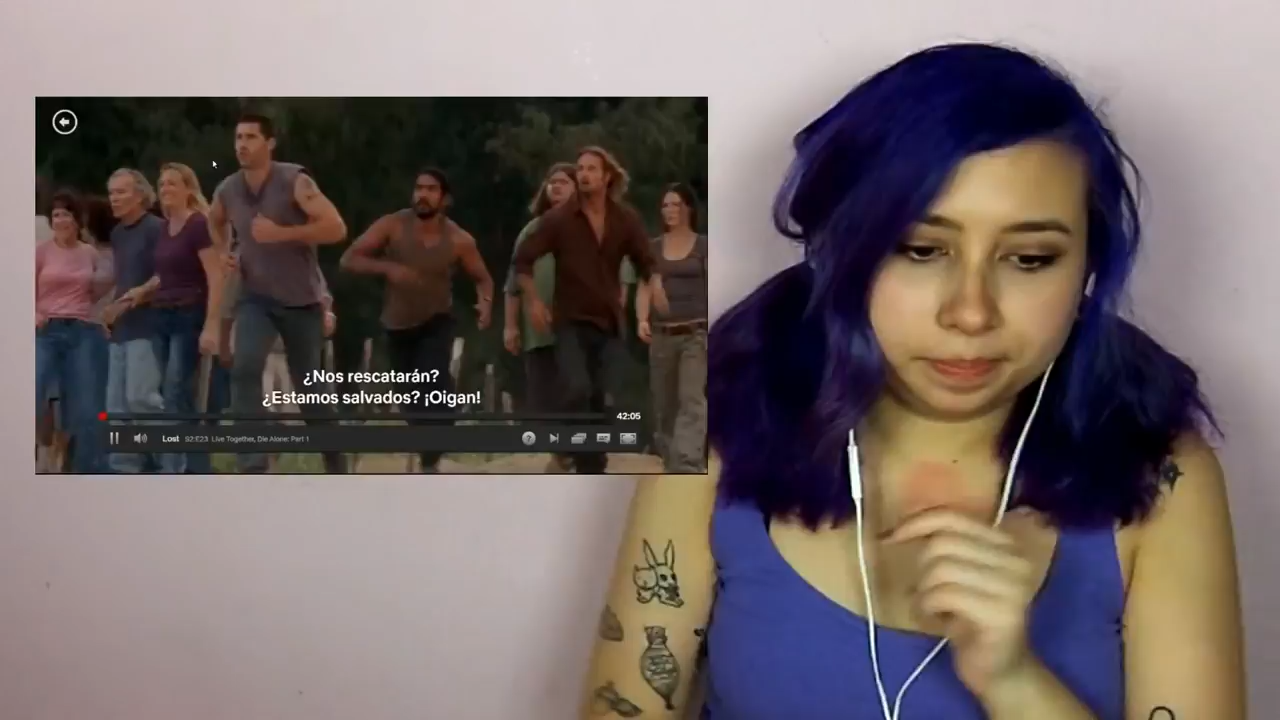 ¿Nos rescatarán?
¿Estamos salvados? ¡Oigan!
42:05
Lost S2:E23 Live Together, Die Alone: Part 1